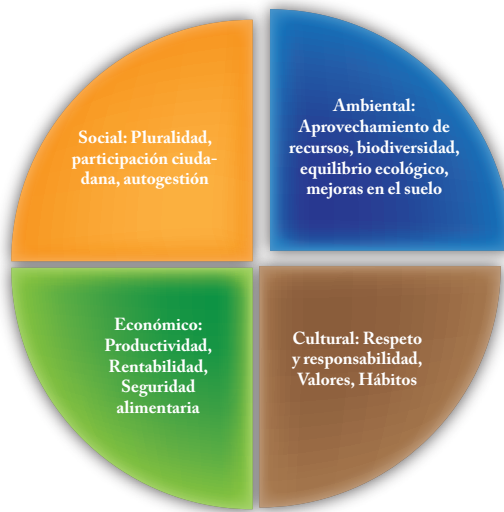 Social: Pluralidad,
participación ciuda-
dana, autogestión
Ambiental:
Aprovechamiento de
recursos, biodiversidad,
equilibrio ecológico,
mejoras en el suelo
Económico:
Productividad,
Rentabilidad,
Seguridad
alimentaria
Cultural: Respeto
y responsabilidad,
Valores, Hábitos